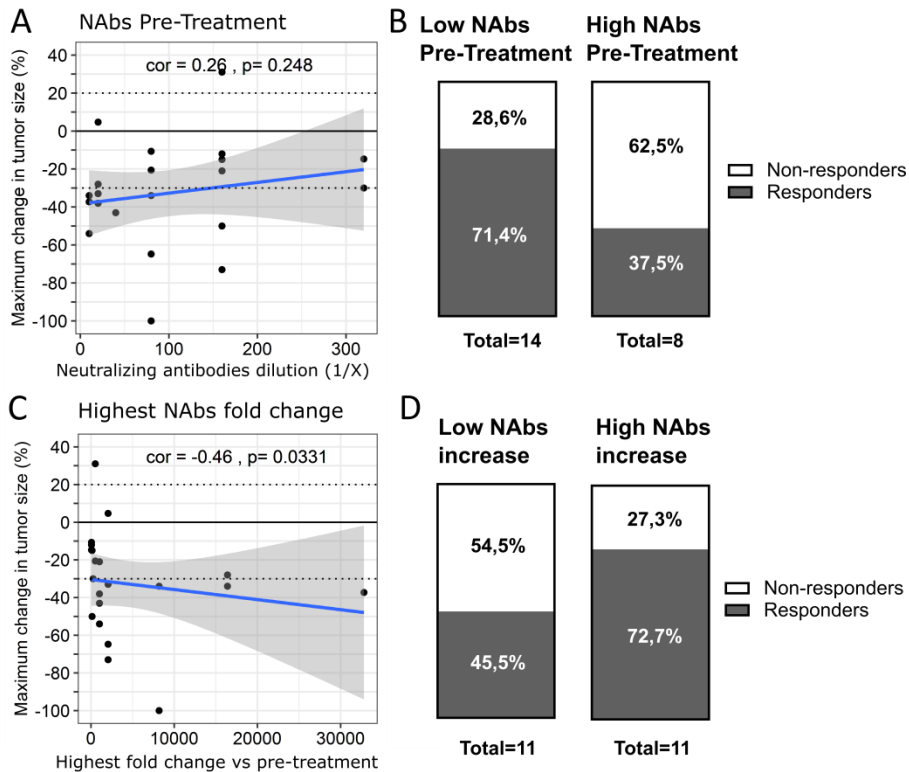 A
NAbs Pre-Treatment
cor = 0.26 , p= 0.248
Maximum change in tumor size (%)
40
20
0
-20
-40
-60
-80
-100
0
100
200
300
Neutralizing antibodies dilution (1/X)
B
Low NAbs
Pre-Treatment
28,6%
71,4%
Total=14
High NAbs
Pre-Treatment
62,5%
37,5%
Total=8
Non-responders
Responders
C
Highest NAbs fold change
cor = -0.46 , p= 0.0331
Maximum change in tumor size (%)
40
20
0
-20
-40
-60
-80
-100
0
10000
20000
30000
Highest fold change vs pre-treatment
D
Low NAbs
increase
54,5%
45,5%
Total=11
High NAbs
increase
27,3%
72,7%
Total=11
Non-responders
Responders